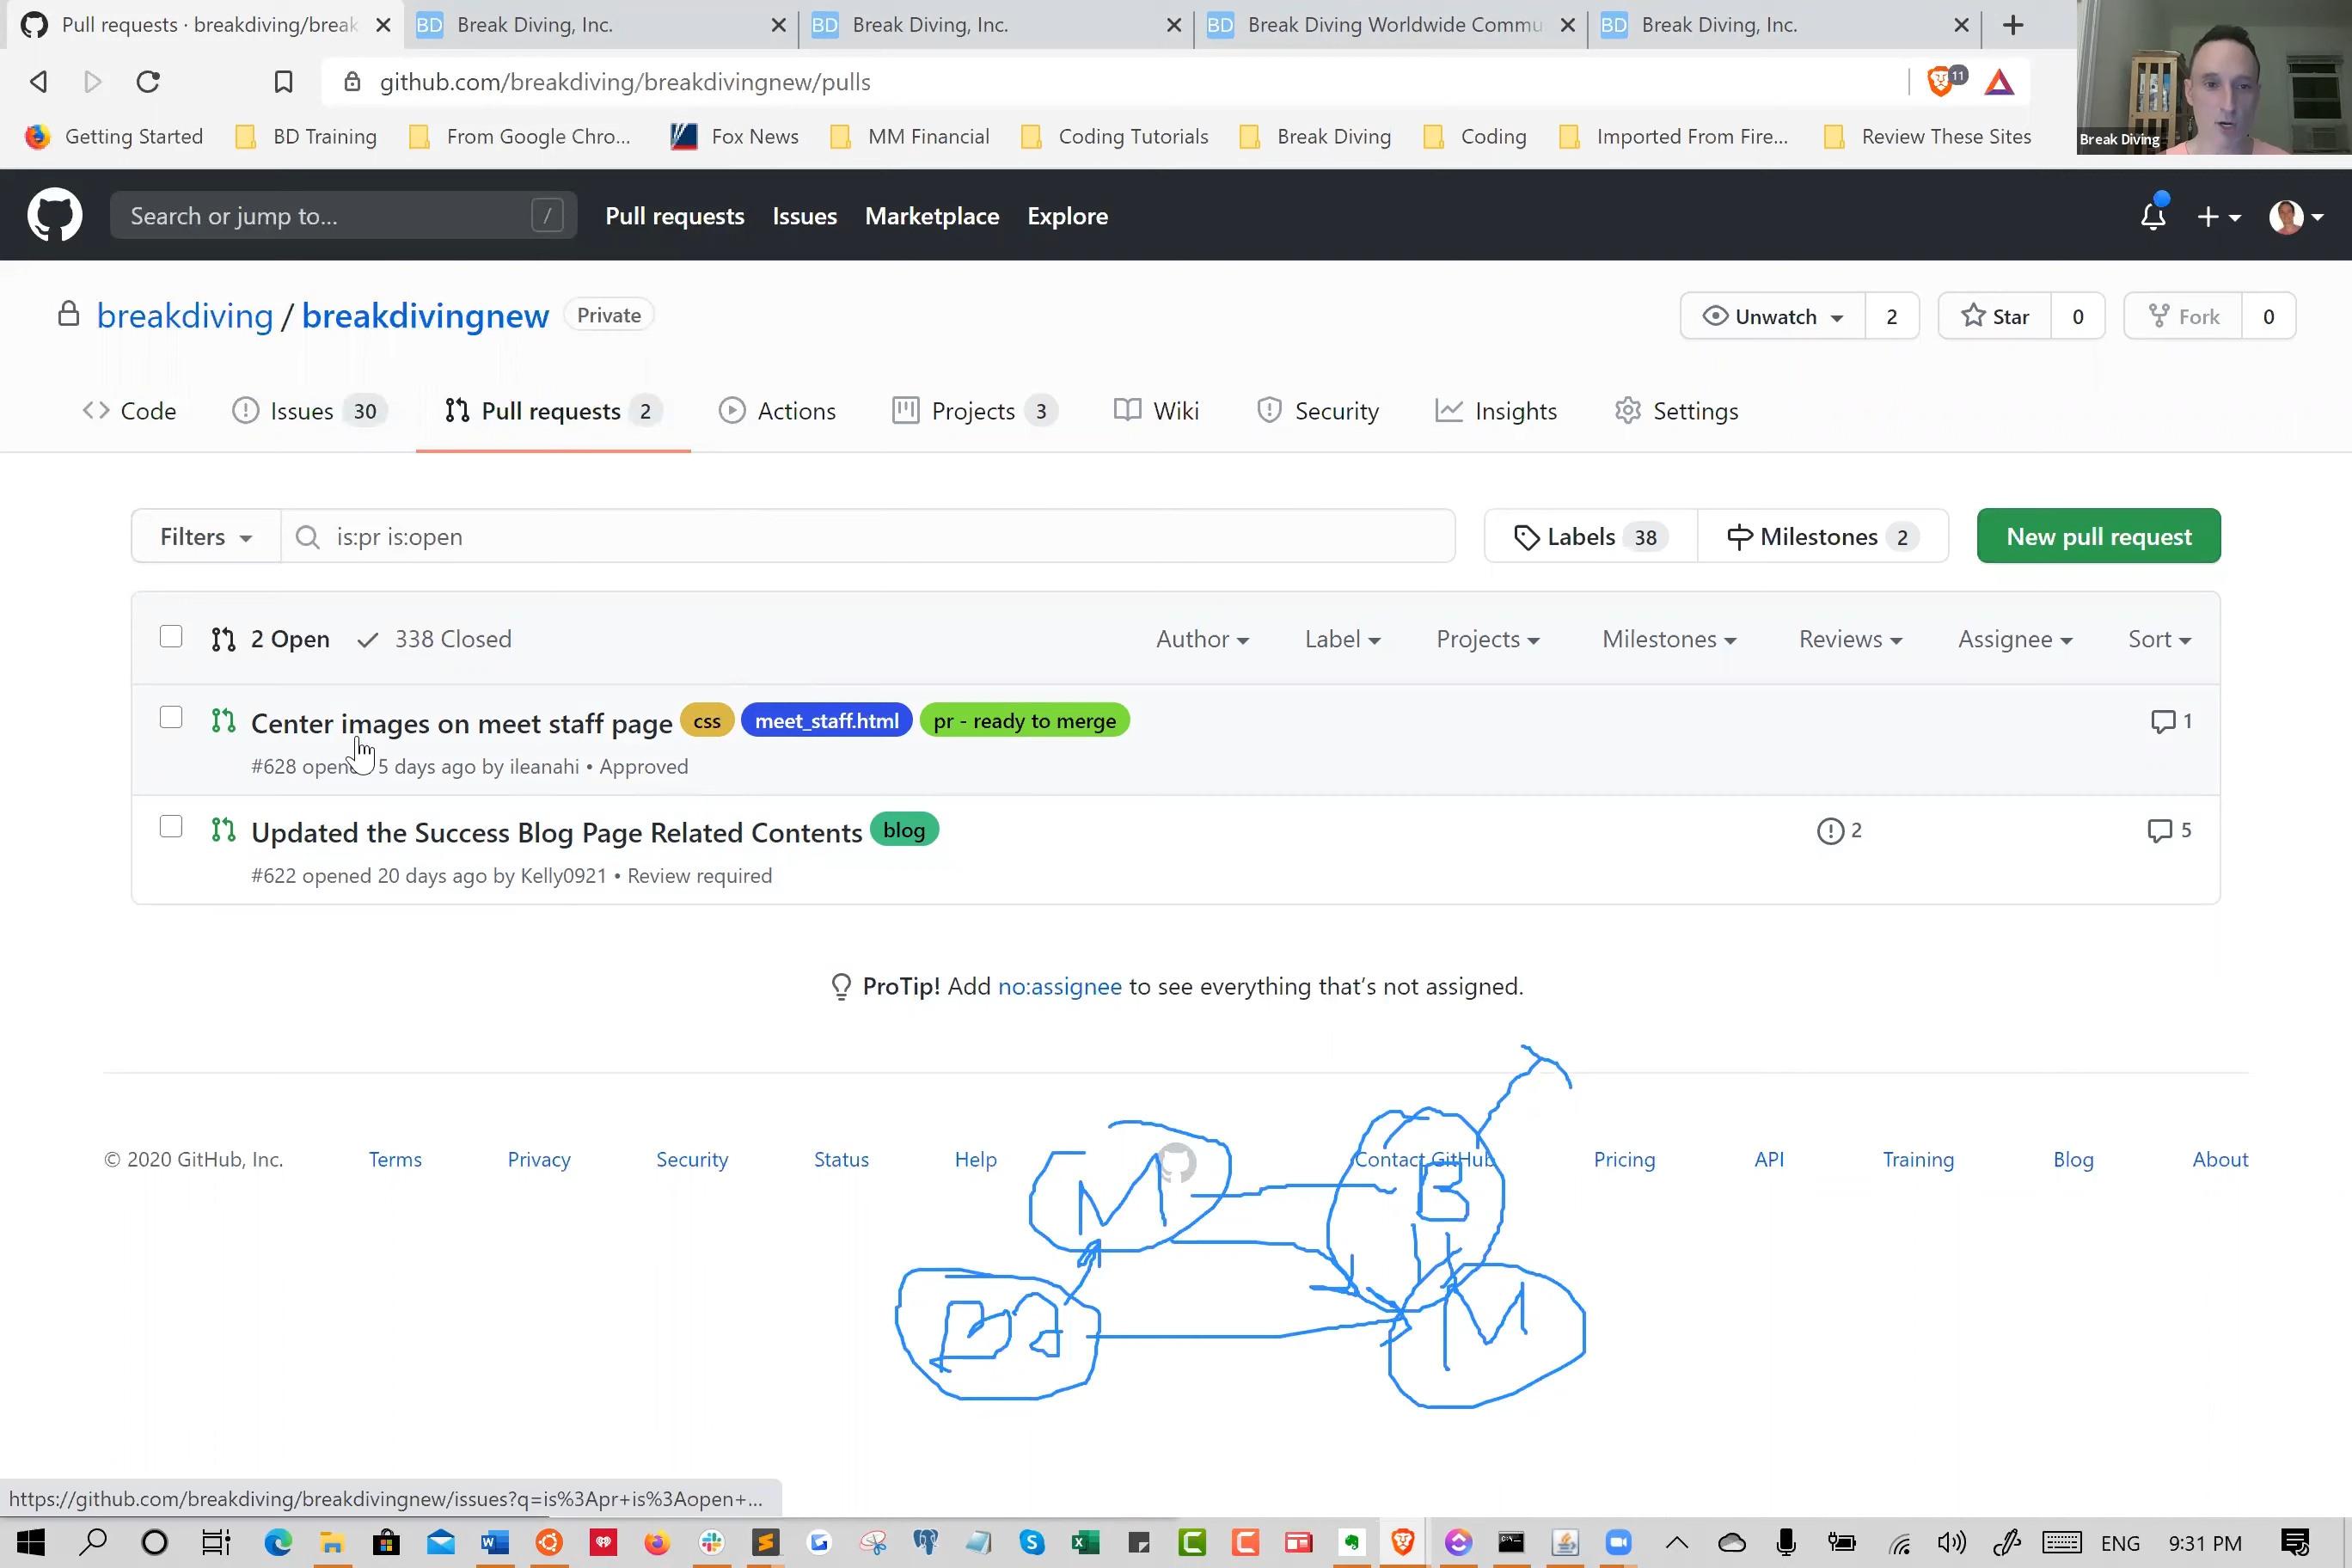 Pull requests · breakdiving/break
BD Break Diving, Inc.
BD Break Diving, Inc.
BD Break Diving Worldwide Commu
BD Break Diving, Inc.
github.com/breakdiving/breakdivingnew/pulls
11
Getting Started
BD Training
From Google Chro...
Fox News
MM Financial
Coding Tutorials
Break Diving
Coding
Imported From Fire...
Review These Sites
Break Diving
Search or jump to...
/
Pull requests
Issues
Marketplace
Explore
breakdiving / breakdivingnew
Private
Unwatch 2
Star 0
Fork 0
Code
Issues 30
Pull requests 2
Actions
Projects 3
Wiki
Security
Insights
Settings
Filters
is:pr is:open
Labels 38
Milestones 2
New pull request
2 Open
338 Closed
Author
Label
Projects
Milestones
Reviews
Assignee
Sort
Center images on meet staff page css meet_staff.html pr - ready to merge
1
#628 opene 5 days ago by ileanahi • Approved
Updated the Success Blog Page Related Contents blog
2
5
#622 opened 20 days ago by Kelly0921 • Review required
ProTip! Add no:assignee to see everything that's not assigned.
© 2020 GitHub, Inc.
Terms
Privacy
Security
Status
Help
Contact GitHub
Pricing
API
Training
Blog
About
M
B
M
https://github.com/breakdiving/breakdivingnew/issues?q=is%3Apr+is%3Aopen+...
ENG
9:31 PM